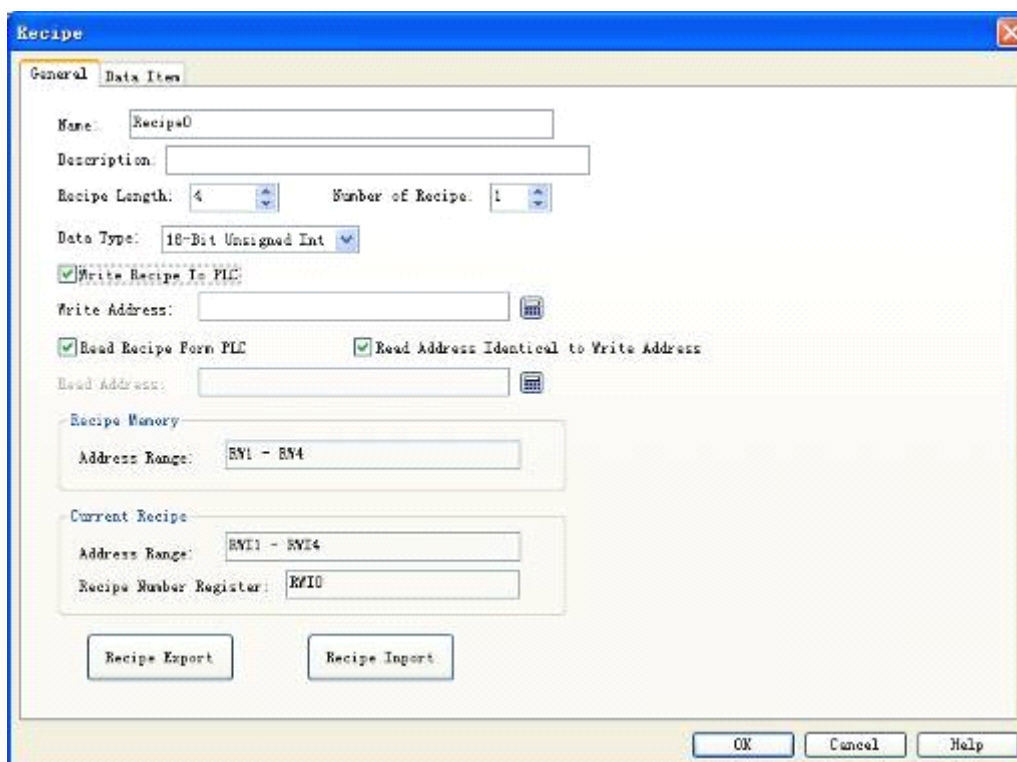 Recipe
General Data Item
Name: Recipe0
Description:
Recipe Length: 4 Number of Recipe: 1
Data Type: 16-Bit Unsigned Int
Write Recipe To PLC
Write Address:
Read Recipe Form PLC Read Address Identical to Write Address
Read Address:
Recipe Memory
Address Range: RW1 - RW4
Current Recipe
Address Range: RWI1 - RWI4
Recipe Number Register: RWI0
Recipe Export Recipe Inport
OK Cancel Help